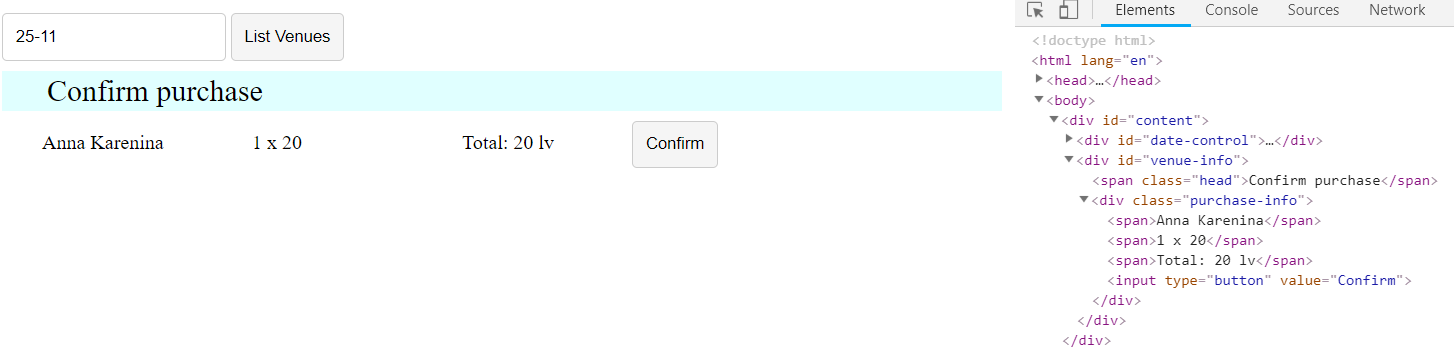 25-11 List Venues
Confirm purchase
Anna Karenina 1 x 20 Total: 20 lv Confirm
Elements Console Sources Network
<!doctype html>
<html lang="en">
<head>…</head>
<body>
<div id="content">
<div id="date-control">…</div>
<div id="venue-info">
<span class="head">Confirm purchase</span>
<div class="purchase-info">
<span>Anna Karenina</span>
<span>1 x 20</span>
<span>Total: 20 lv</span>
<input type="button" value="Confirm">
</div>
</div>
</div>